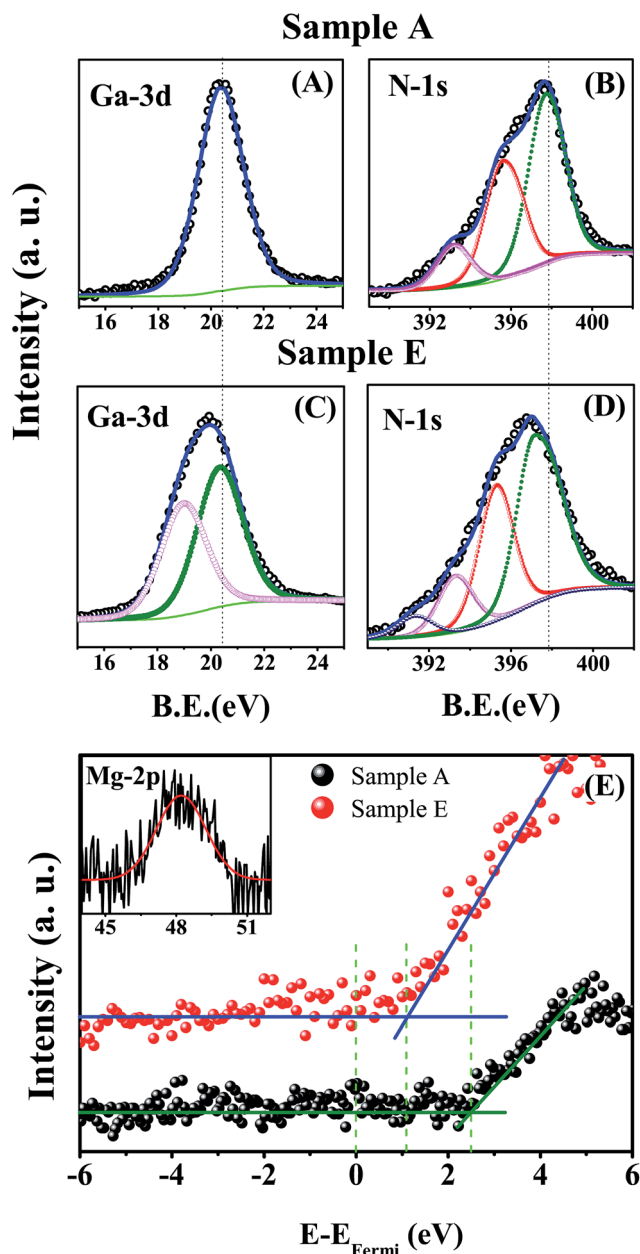 Sample A
Ga-3d
(A)
N-1s
(B)
14 16 18 20 22 24
392 396 400
Sample E
Ga-3d
(C)
N-1s
(D)
16 18 20 22 24
392 396 400
Intensity (a. u.)
B.E.(eV)
B.E.(eV)
Mg-2p
45 48 51
Sample A
Sample E
(E)
Intensity (a. u.)
-6 -4 -2 0 2 4 6
E-EFermi (eV)